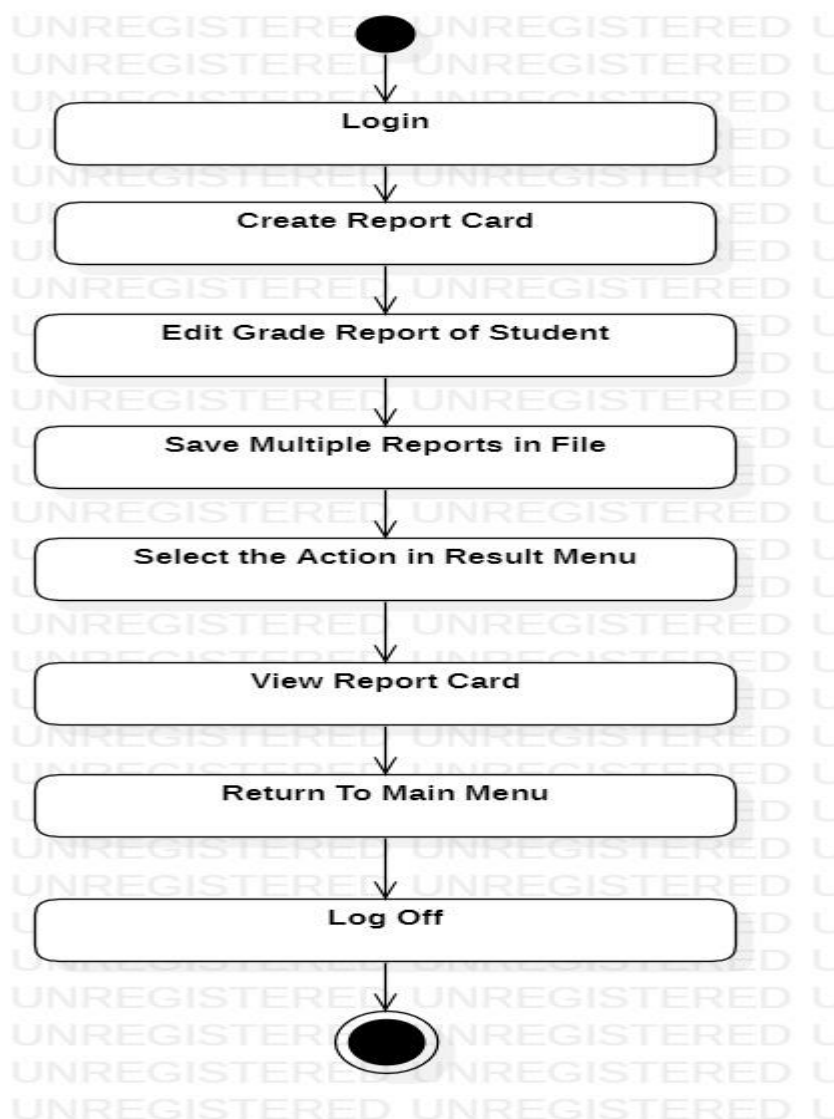 Login
Create Report Card
Edit Grade Report of Student
Save Multiple Reports in File
Select the Action in Result Menu
View Report Card
Return To Main Menu
Log Off
UNREGISTERED